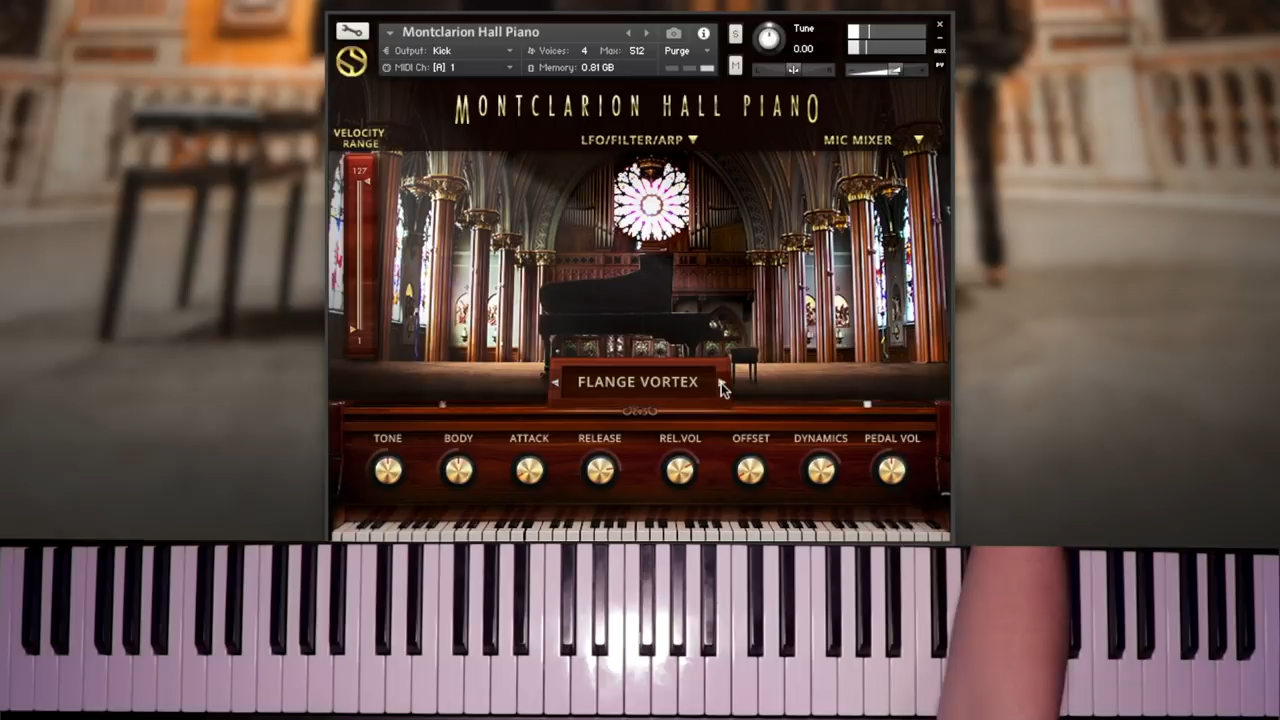 Montclarion Hall Piano
Output: Kick
Voices: 4 Max: 512
Purge
MIDI Ch: [A] 1
Memory: 0.81 GB
S
M
Tune
0.00
AUX
PV
MONTCLARION HALL PIANO
VELOCITY
RANGE
LFO/FILTER/ARP
MIC MIXER
127
1
FLANGE VORTEX
TONE BODY ATTACK RELEASE REL.VOL OFFSET DYNAMICS PEDAL VOL